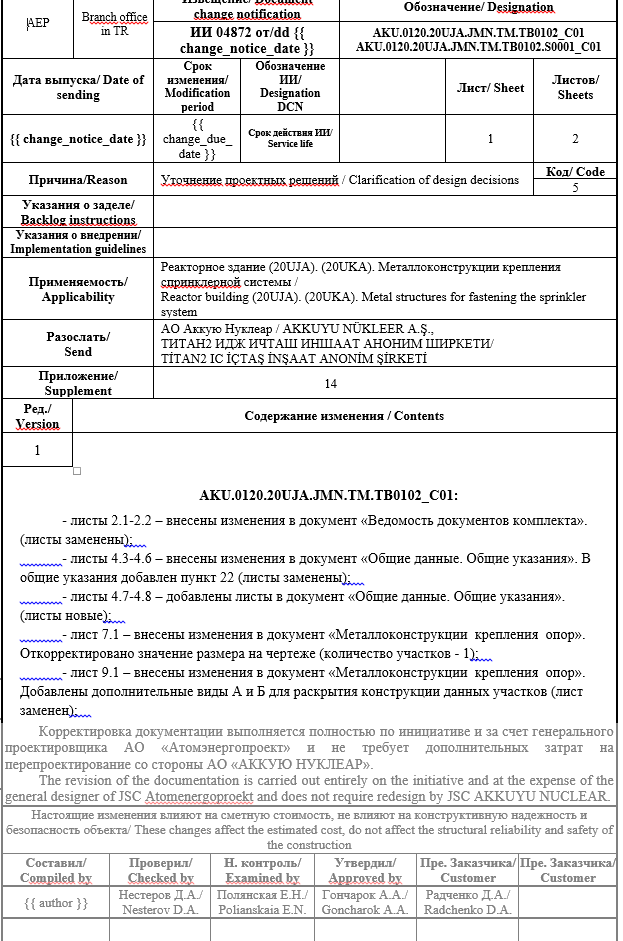 Извещение/ Document
change notification
Обозначение/ Designation
АЕР
Branch office
in TR
ИИ 04872 от/dd {{
change_notice_date }}
AKU.0120.20UJA.JMN.TM.TB0102_C01
AKU.0120.20UJA.JMN.TM.TB0102.S0001_C01
Дата выпуска/ Date of
sending
Срок
изменения/
Modification
period
Обозначение
ИИ/
Designation
DCN
Лист/ Sheet
Листов/
Sheets
{{ change_notice_date }}
{{
change_due_
date }}
Срок действия ИИ/
Service life
1
2
Причина/Reason
Уточнение проектных решений / Clarification of design decisions
Код/ Code
5
Указания о заделе/
Backlog instructions
Указания о внедрении/
Implementation guidelines
Применяемость/
Applicability
Реакторное здание (20UJA). (20UKA). Металлоконструкции крепления
спринклерной системы /
Reactor building (20UJA). (20UKA). Metal structures for fastening the sprinkler
system
Разослать/
Send
АО Аккую Нуклеар / AKKUYU NÜKLEER A.Ş.,
ТИТАН2 ИДЖ ИЧТАШ ИНШААТ АНОНИМ ШИРКЕТИ/
TİTAN2 IC İÇTAŞ İNŞAAT ANONİM ŞİRKETİ
Приложение/
Supplement
14
Ред./
Version
Содержание изменения / Contents
1
AKU.0120.20UJA.JMN.TM.TB0102_C01:
- листы 2.1-2.2 – внесены изменения в документ «Ведомость документов комплекта».
(листы заменены);
- листы 4.3-4.6 – внесены изменения в документ «Общие данные. Общие указания». В
общие указания добавлен пункт 22 (листы заменены);
- листы 4.7-4.8 – добавлены листы в документ «Общие данные. Общие указания».
(листы новые);
- лист 7.1 – внесены изменения в документ «Металлоконструкции крепления опор».
Откорректировано значение размера на чертеже (количество участков - 1);
- лист 9.1 – внесены изменения в документ «Металлоконструкции крепления опор».
Добавлены дополнительные виды А и Б для раскрытия конструкции данных участков (лист
заменен);
Корректировка документации выполняется полностью по инициативе и за счет генерального
проектировщика АО «Атомэнергопроект» и не требует дополнительных затрат на
перепроектирование со стороны АО «АККУЮ НУКЛЕАР».
The revision of the documentation is carried out entirely on the initiative and at the expense of the
general designer of JSC Atomenergoproekt and does not require redesign by JSC AKKUYU NUCLEAR.
Настоящие изменения влияют на сметную стоимость, не влияют на конструктивную надежность и
безопасность объекта/ These changes affect the estimated cost, do not affect the structural reliability and safety of
the construction
Составил/
Compiled by
Проверил/
Checked by
Н. контроль/
Examined by
Утвердил/
Approved by
Пре. Заказчика/
Customer
Пре. Заказчика/
Customer
{{ author }}
Нестеров Д.А./
Nesterov D.A.
Полянская Е.Н./
Polianskaia E.N.
Гончарок А.А./
Goncharok A.A.
Радченко Д.А./
Radchenko D.A.